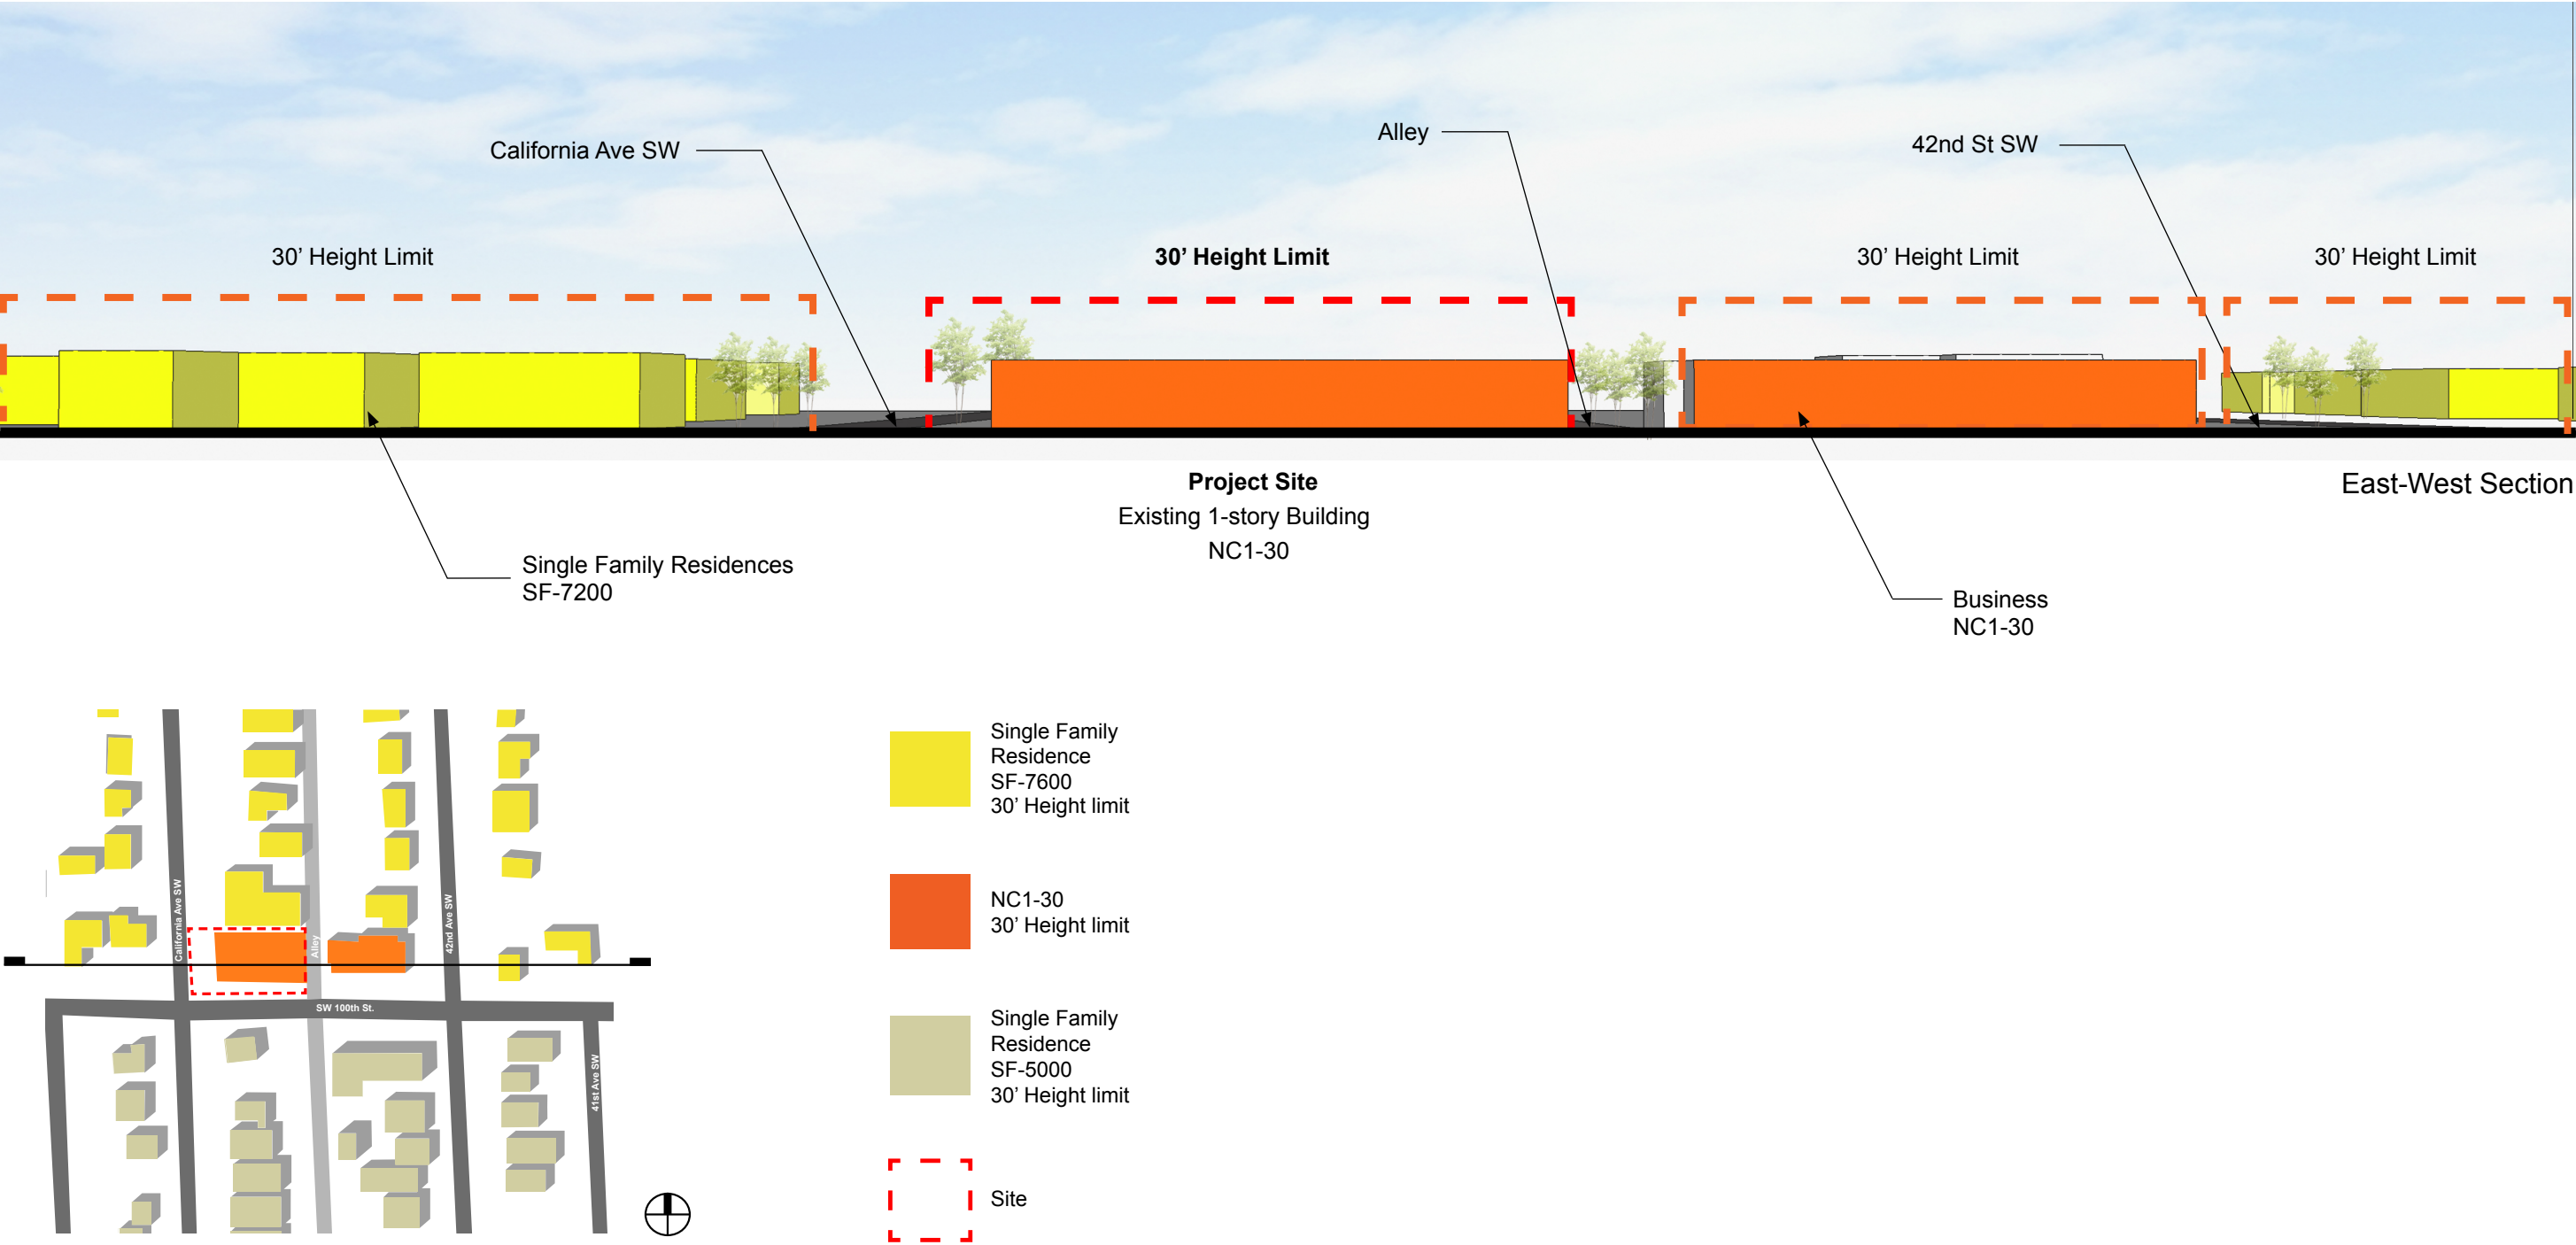 Alley
42nd St SW
California Ave SW
30’ Height Limit
30’ Height Limit
30’ Height Limit
30’ Height Limit
Project Site
Existing 1-story Building
NC1-30
East-West Section
Single Family Residences
SF-7200
Business
NC1-30
Single Family
Residence
SF-7600
30’ Height limit
NC1-30
30’ Height limit
Single Family
Residence
SF-5000
30’ Height limit
Site
California Ave SW
Alley
42nd Ave SW
SW 100th St.
41st Ave SW